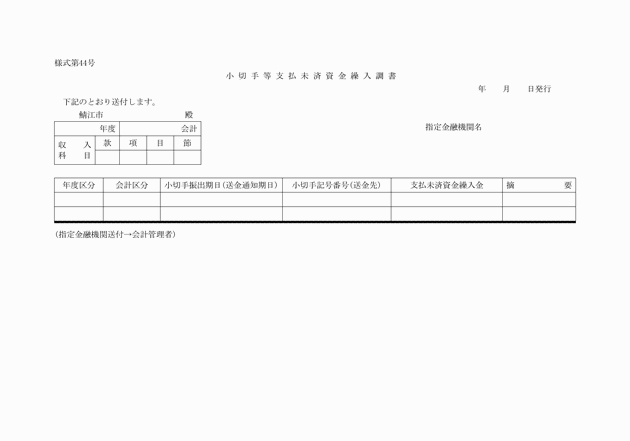 様式第44号
小切手等支払未済資金繰入調書
年　月　日発行
下記のとおり送付します。
鯖江市　殿
年度　会計
指定金融機関名
収入科目　款　項　目　節
年度区分　会計区分　小切手振出期日(送金通知期日)　小切手記号番号(送金先)　支払未済資金繰入金　摘要
(指定金融機関送付→会計管理者)